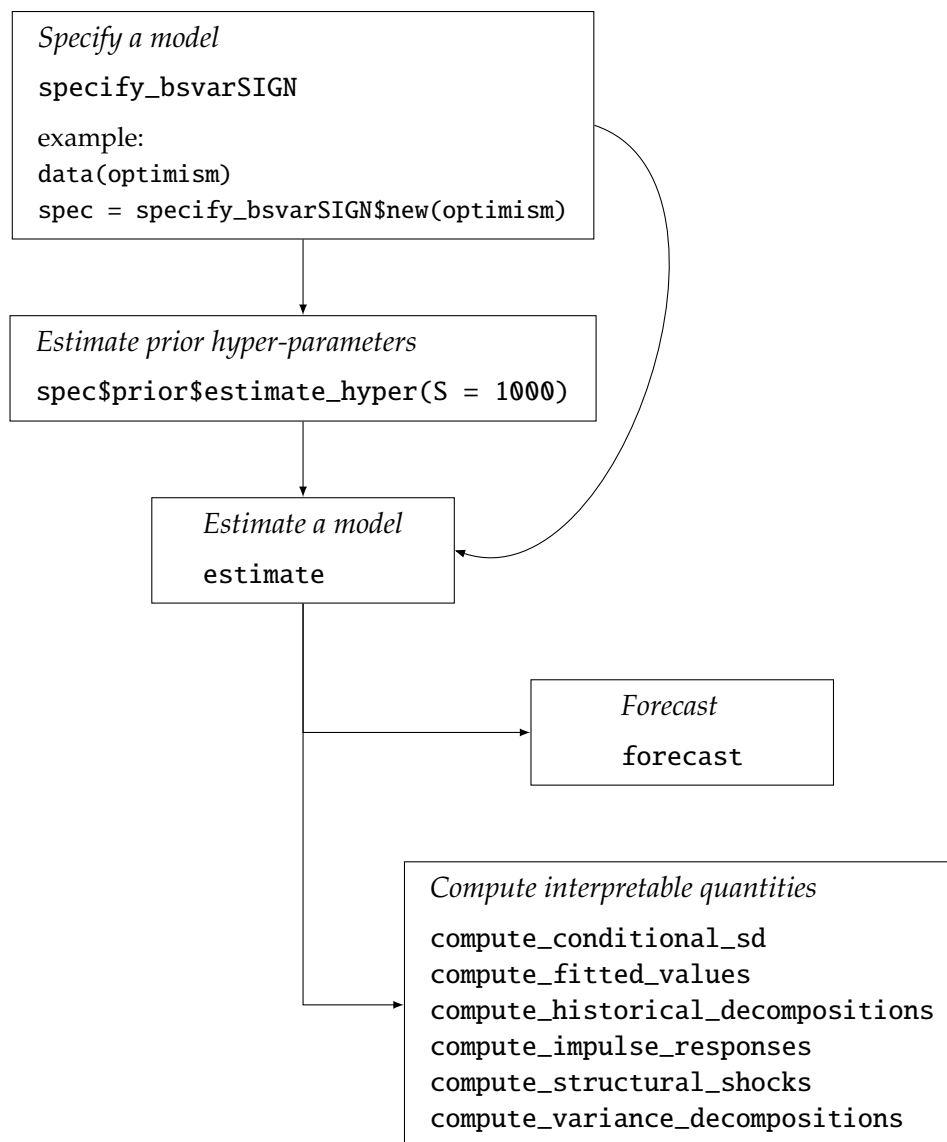 Specify a model
specify_bsvarSIGN
example:
data(optimism)
spec = specify_bsvarSIGN$new(optimism)
Estimate prior hyper-parameters
spec$prior$estimate_hyper(S = 1000)
Estimate a model
estimate
Forecast
forecast
Compute interpretable quantities
compute_conditional_sd
compute_fitted_values
compute_historical_decompositions
compute_impulse_responses
compute_structural_shocks
compute_variance_decompositions